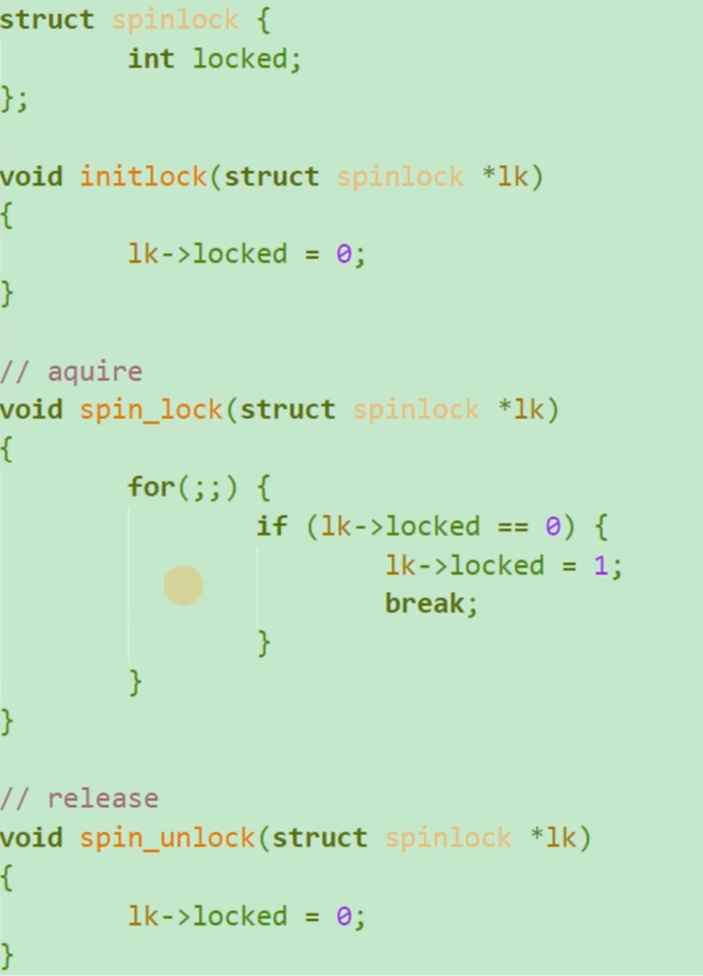 struct spinlock {
        int locked;
};

void initlock(struct spinlock *lk)
{
        lk->locked = 0;
}

// aquire
void spin_lock(struct spinlock *lk)
{
        for(;;) {
                if (lk->locked == 0) {
                        lk->locked = 1;
                        break;
                }
        }
}

// release
void spin_unlock(struct spinlock *lk)
{
        lk->locked = 0;
}